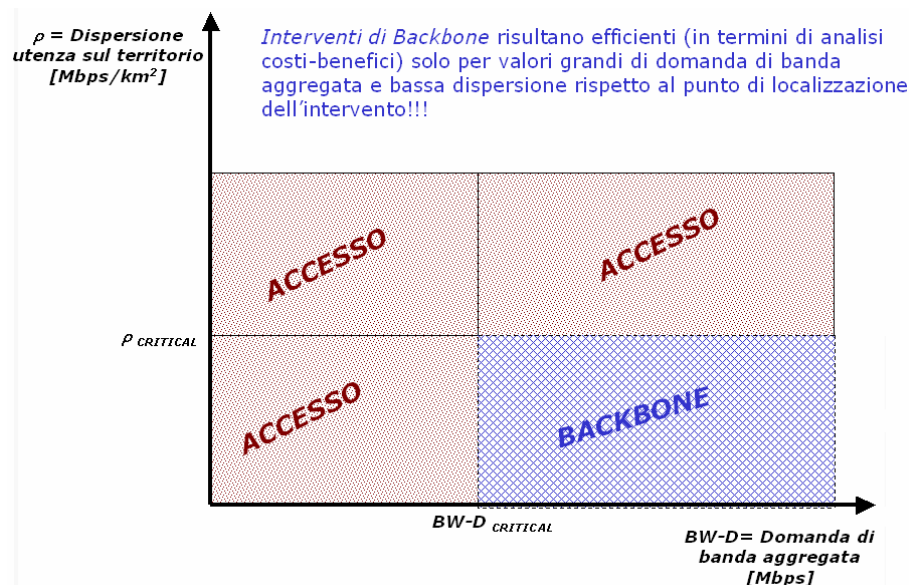 ρ = Dispersione
utenza sul territorio
[Mbps/km²]
Interventi di Backbone risultano efficienti (in termini di analisi
costi-benefici) solo per valori grandi di domanda di banda
aggregata e bassa dispersione rispetto al punto di localizzazione
dell'intervento!!!
ACCESSO
ACCESSO
ρ CRITICAL
ACCESSO
BACKBONE
BW-D CRITICAL
BW-D= Domanda di
banda aggregata
[Mbps]